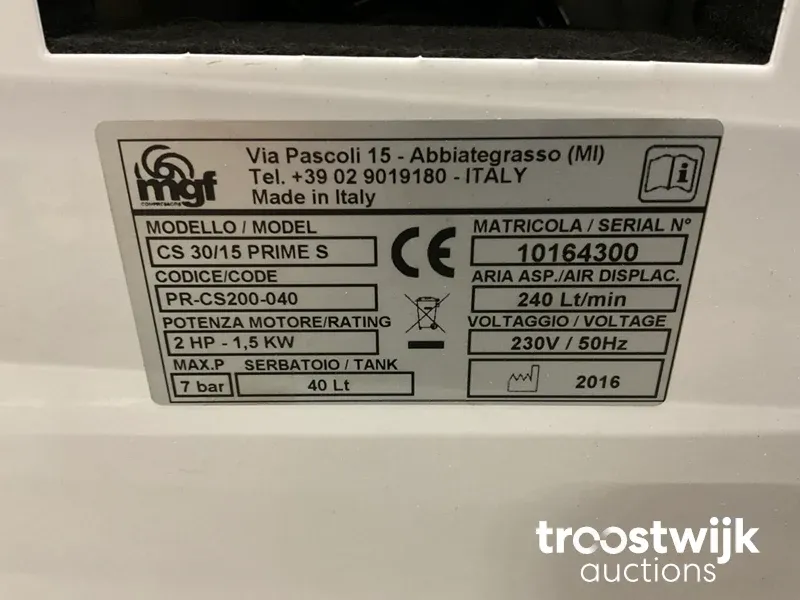 mgf
Via Pascoli 15 - Abbiategrasso (MI)
Tel. +39 02 9019180 - ITALY
Made in Italy
i
MODELLO / MODEL
CS 30/15 PRIME S
CODICE/CODE
PR-CS200-040
POTENZA MOTORE/RATING
2 HP - 1,5 KW
MAX.P
7 bar
SERBATOIO / TANK
40 Lt
CE
MATRICOLA / SERIAL N°
10164300
ARIA ASP./AIR DISPLAC.
240 Lt/min
VOLTAGGIO / VOLTAGE
230V / 50Hz
2016
troostwijk
auctions